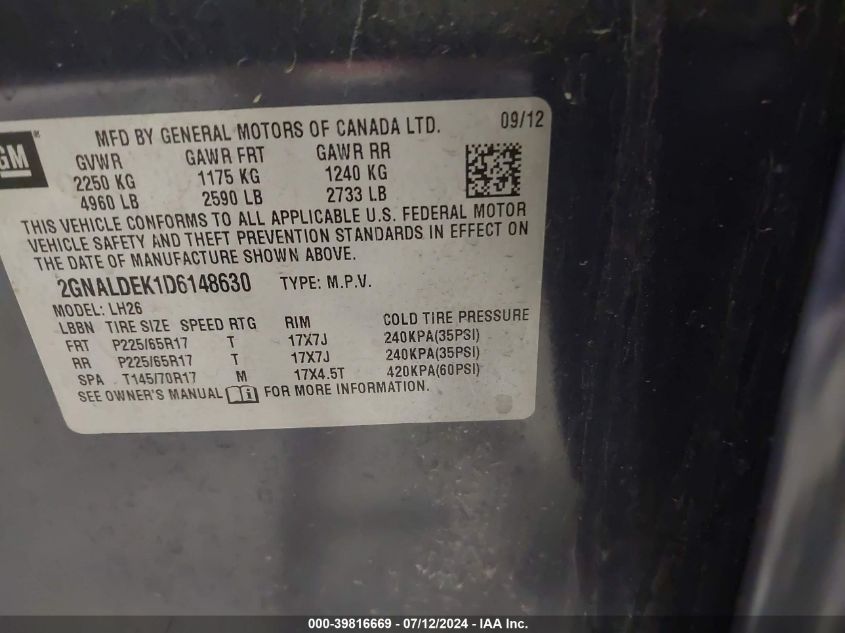 GM
MFD BY GENERAL MOTORS OF CANADA LTD. 09/12
GVWR GAWR FRT GAWR RR
2250 KG 1175 KG 1240 KG
4960 LB 2590 LB 2733 LB
THIS VEHICLE CONFORMS TO ALL APPLICABLE U.S. FEDERAL MOTOR
VEHICLE SAFETY AND THEFT PREVENTION STANDARDS IN EFFECT ON
THE DATE OF MANUFACTURE SHOWN ABOVE.
2GNALDEK1D6148630 TYPE: M.P.V.
MODEL: LH26
LBBN TIRE SIZE SPEED RTG RIM COLD TIRE PRESSURE
FRT P225/65R17 T 17X7J 240KPA(35PSI)
RR P225/65R17 T 17X7J 240KPA(35PSI)
SPA T145/70R17 M 17X4.5T 420KPA(60PSI)
SEE OWNER'S MANUAL i FOR MORE INFORMATION.
000-39816669 - 07/12/2024 - IAA Inc.